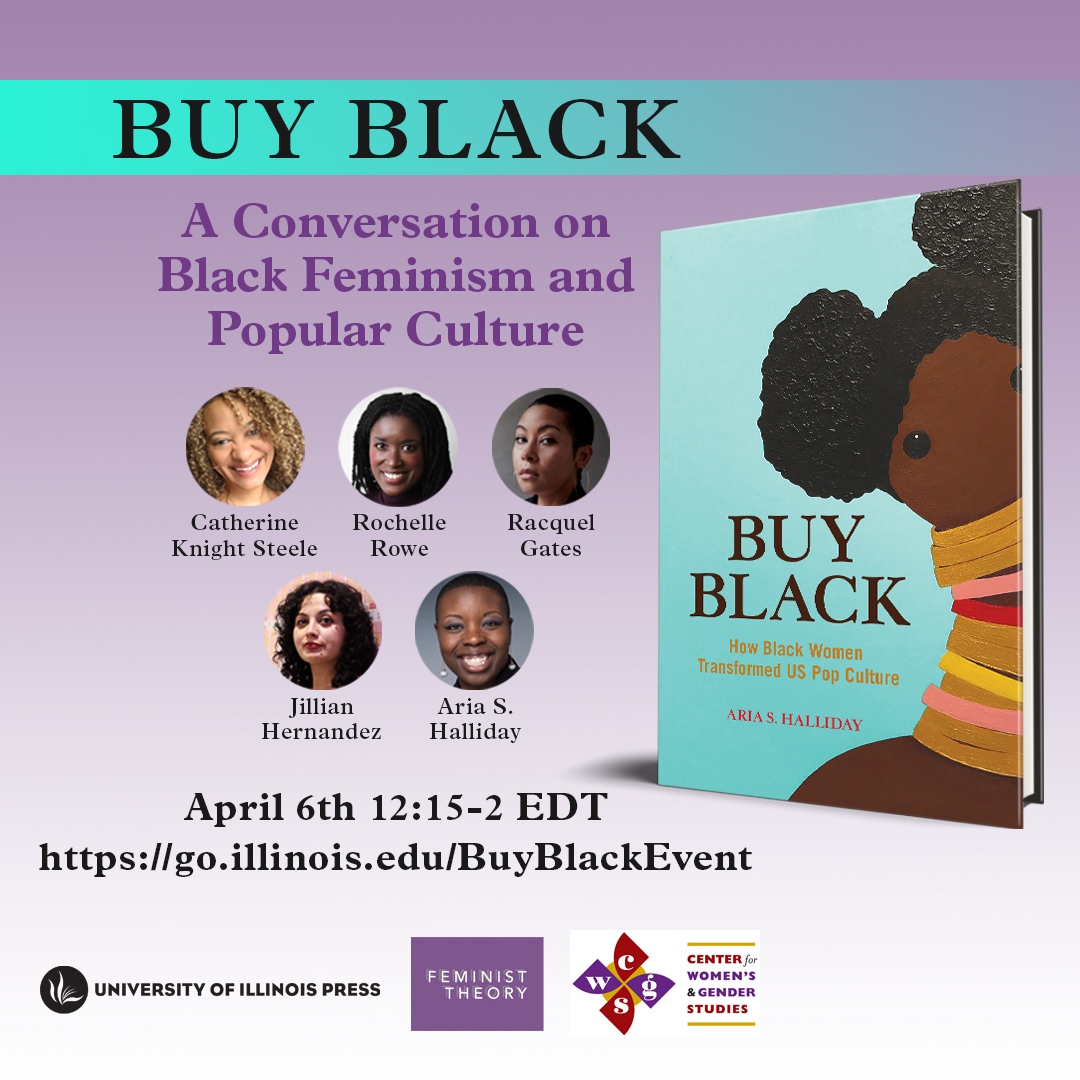 BUY BLACK
A Conversation on
Black Feminism and
Popular Culture
Catherine
Knight Steele
Rochelle
Rowe
Racquel
Gates
Jillian
Hernandez
Aria S.
Halliday
BUY
BLACK
How Black Women
Transformed US Pop Culture
ARIA S. HALLIDAY
April 6th 12:15-2 EDT
https://go.illinois.edu/BuyBlackEvent
UNIVERSITY OF ILLINOIS PRESS
FEMINIST
THEORY
c
w g
s
CENTER for
WOMEN'S
& GENDER
STUDIES